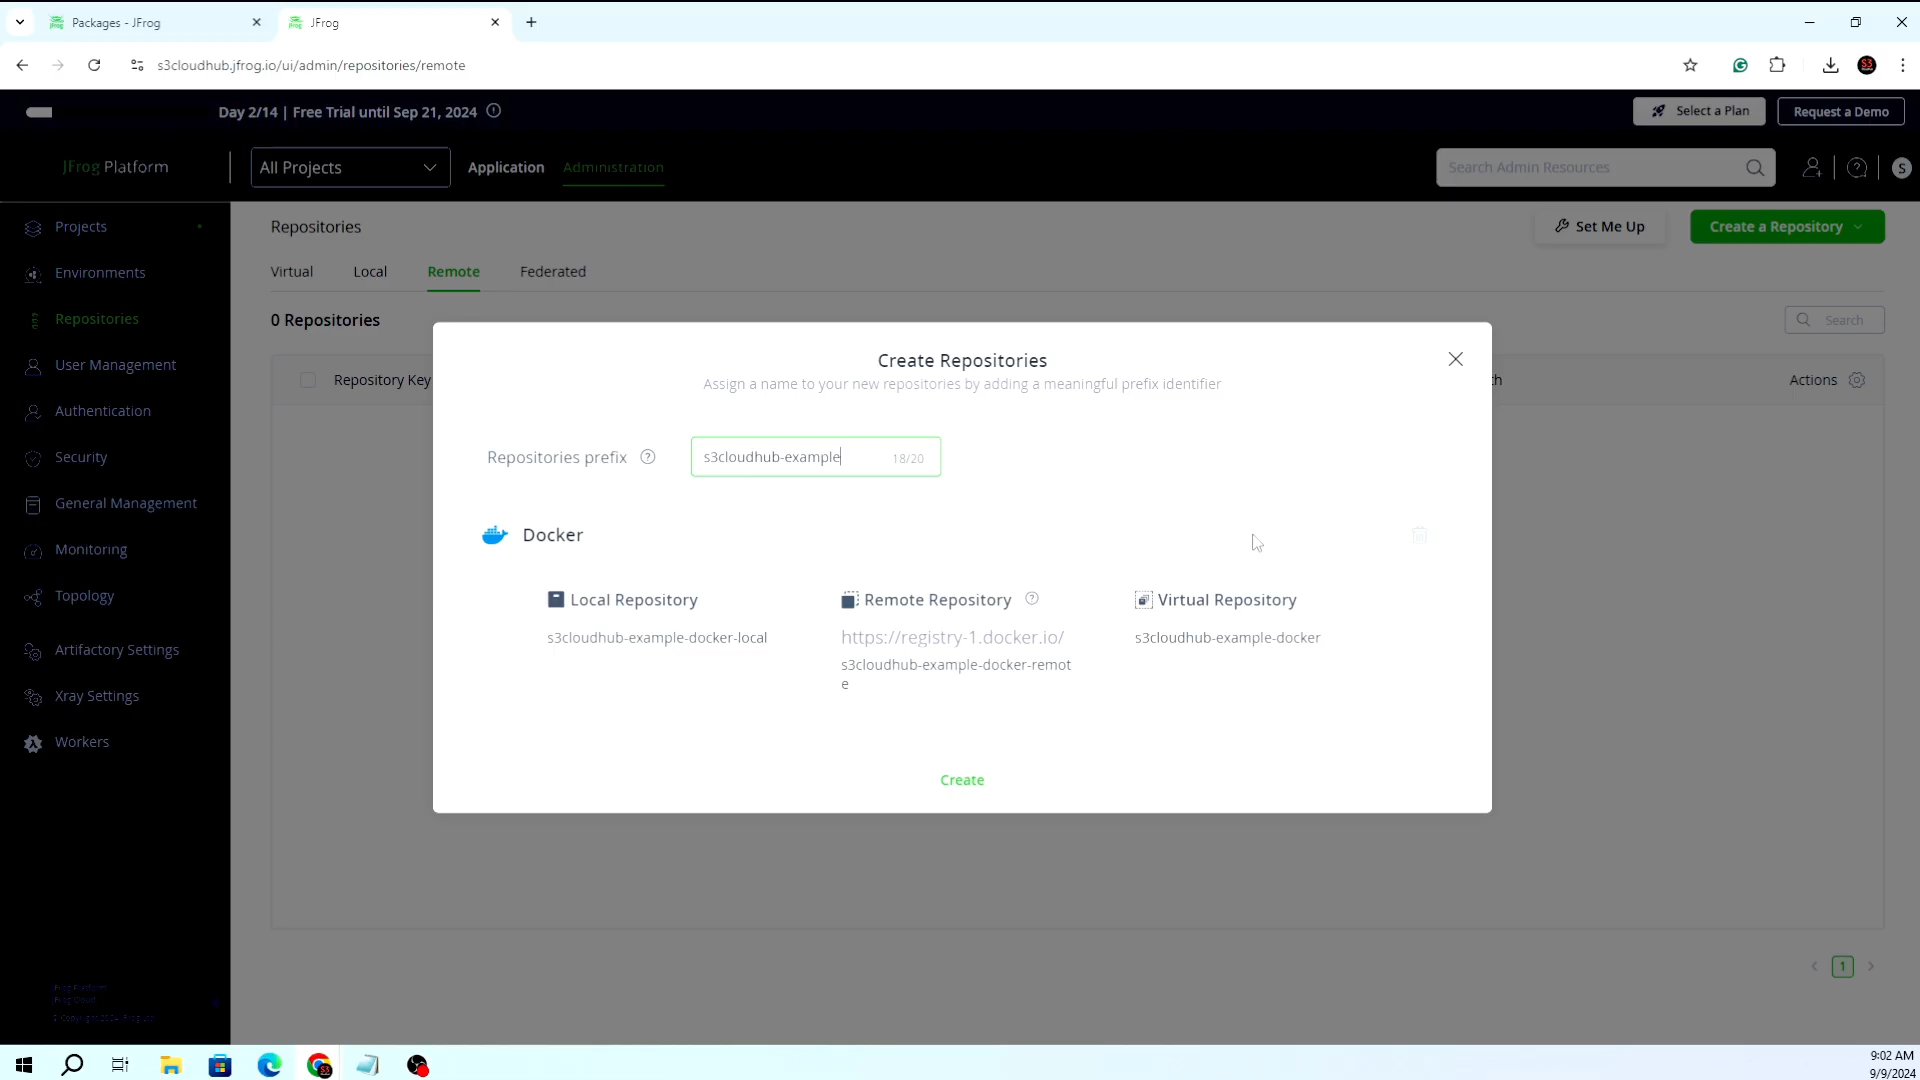 Packages - JFrog
JFrog
s3cloudhub.jfrog.io/ui/admin/repositories/remote
S3
Day 2/14 | Free Trial until Sep 21, 2024
Select a Plan
Request a Demo
JFrog Platform
All Projects
Application
Administration
Search Admin Resources
S
Projects
Environments
Repositories
User Management
Authentication
Security
General Management
Monitoring
Topology
Artifactory Settings
Xray Settings
Workers
Repositories
Set Me Up
Create a Repository
Virtual
Local
Remote
Federated
0 Repositories
Search
Repository Key
th
Actions
Create Repositories
Assign a name to your new repositories by adding a meaningful prefix identifier
Repositories prefix
s3cloudhub-example
18/20
Docker
Local Repository
s3cloudhub-example-docker-local
Remote Repository
https://registry-1.docker.io/
s3cloudhub-example-docker-remot
e
Virtual Repository
s3cloudhub-example-docker
Create
1
JFrog Platform
JFrog Cloud
9:02 AM
9/9/2024